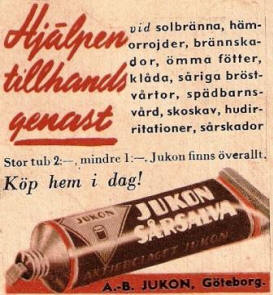 Hjälpen
tillhands
genast
vid solbränna, häm-
orrojder, brännska-
dor, ömma fötter,
klåda, såriga bröst-
vårtor, spädbarns-
vård, skoskav, hudir-
ritationer, sårskador
Stor tub 2:—, mindre 1:—. Jukon finns överallt.
Köp hem i dag!
JUKON
JUKON
SÅRSALVA
AKTIEBOLAGET JUKON
A.-B. JUKON, Göteborg.